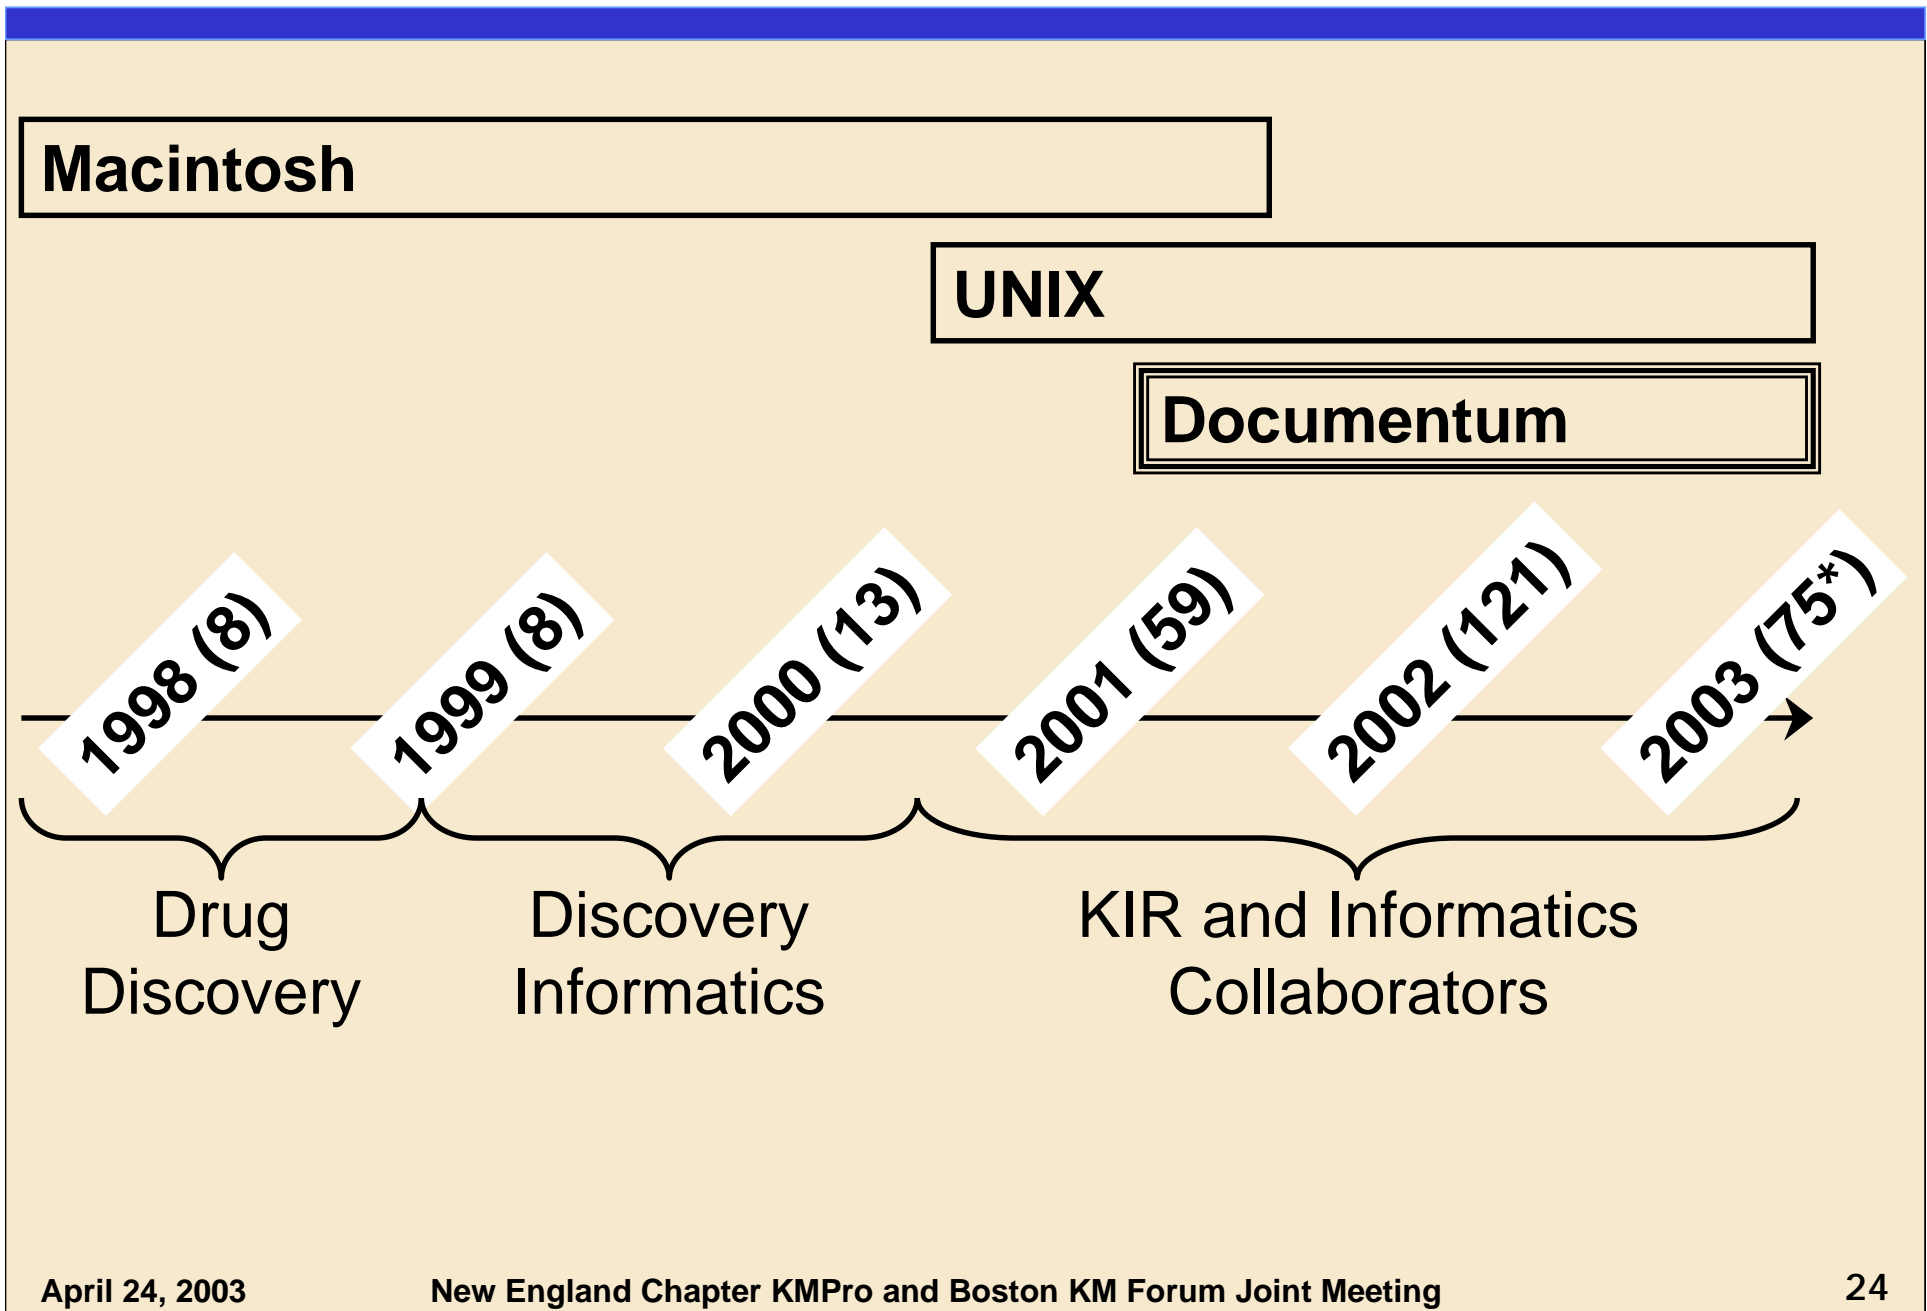 Macintosh
UNIX
Documentum
1998 (8)
1999 (8)
2000 (13)
2001 (59)
2002 (121)
2003 (75*)
Drug
Discovery
Discovery
Informatics
KIR and Informatics
Collaborators
April 24, 2003
New England Chapter KMPro and Boston KM Forum Joint Meeting
24